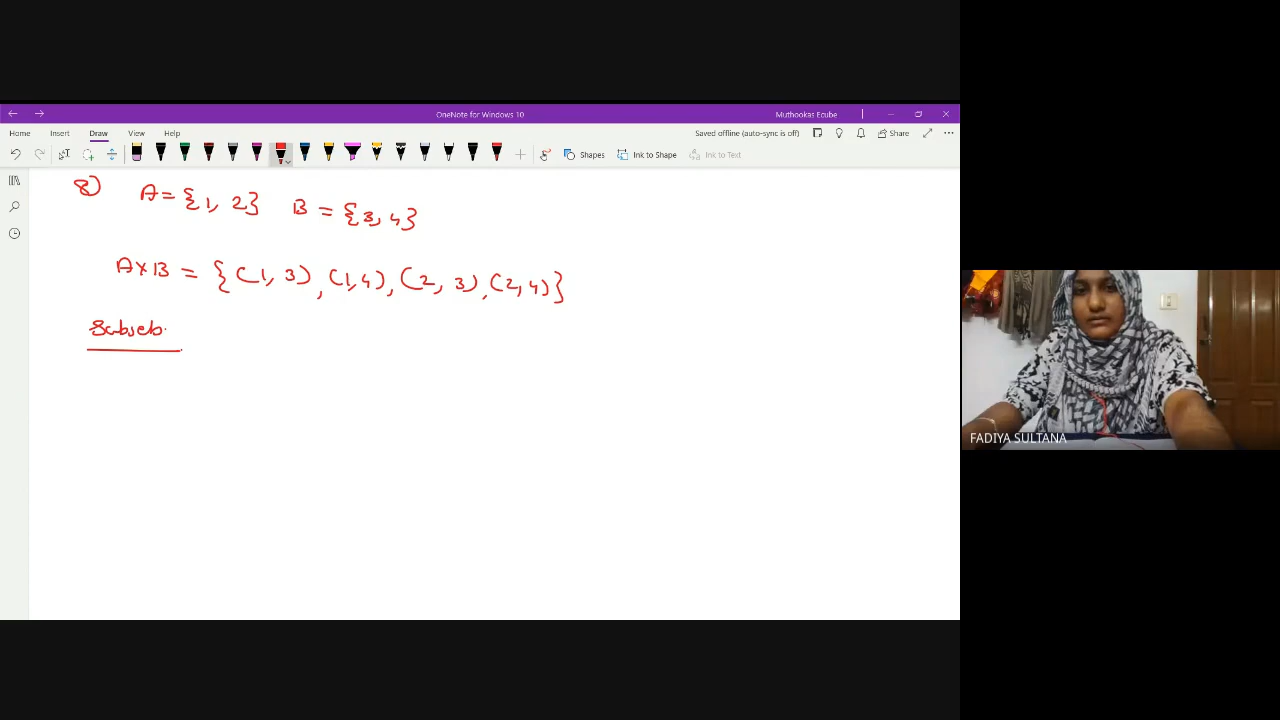 OneNote for Windows 10
Muthookas Ecube
Home Insert Draw View Help
Saved offline (auto-sync is off) Share
Shapes Ink to Shape Ink to Text
8) A = {1, 2} B = {3, 4}
A×B = {(1, 3), (1,4), (2, 3), (2,4)}
Subsets
FADIYA SULTANA